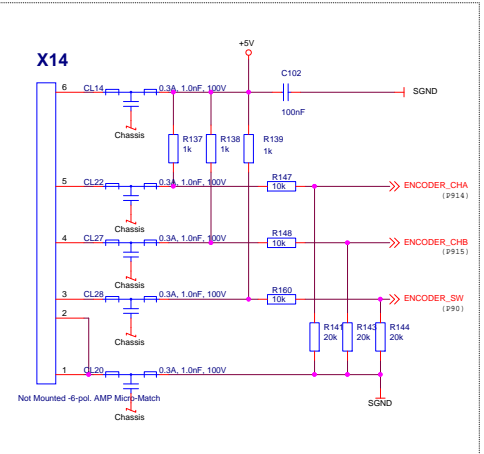 +5V
X14
C102
6
CL14
0.3A, 1.0nF, 100V
SGND
100nF
Chassis
R137
1k
R138
1k
R139
1k
5
CL22
0.3A, 1.0nF, 100V
R147
10k
ENCODER_CHA
(P914)
Chassis
4
CL27
0.3A, 1.0nF, 100V
R148
10k
ENCODER_CHB
(P915)
Chassis
3
CL28
0.3A, 1.0nF, 100V
R160
10k
ENCODER_SW
(P90)
2
Chassis
R141
20k
R143
20k
R144
20k
1
CL20
0.3A, 1.0nF, 100V
Not Mounted -6-pol. AMP Micro-Match
SGND
Chassis